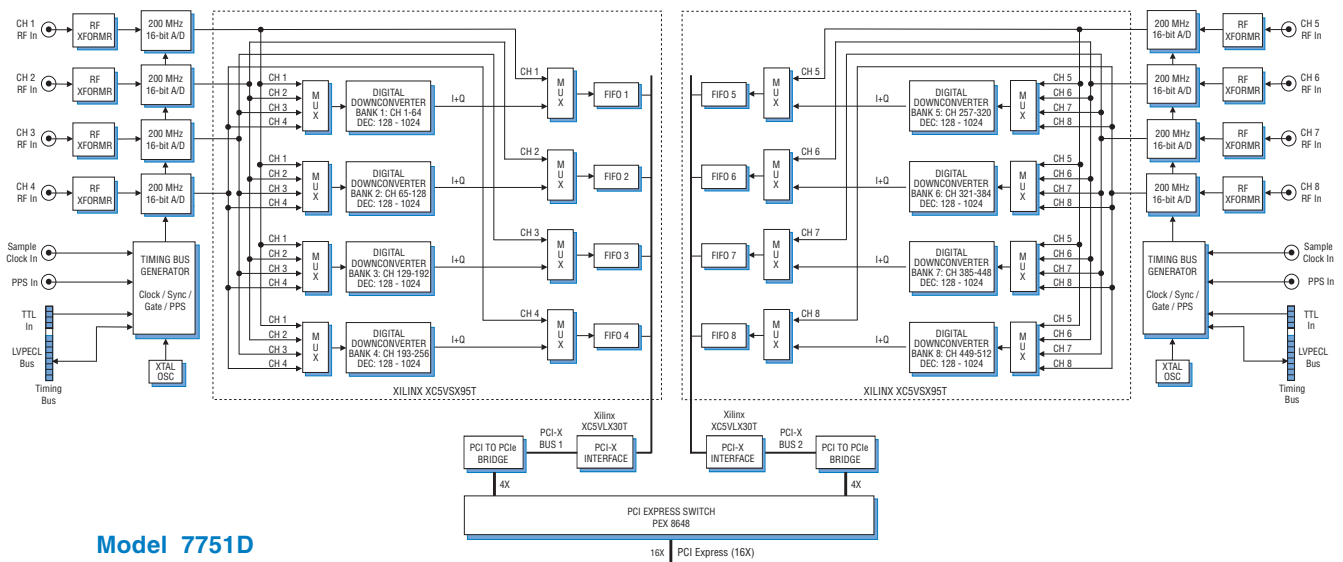 CH 1
RF In
RF
XFORMR
200 MHz
16-bit A/D
CH 2
RF In
RF
XFORMR
200 MHz
16-bit A/D
CH 3
RF In
RF
XFORMR
200 MHz
16-bit A/D
CH 4
RF In
RF
XFORMR
200 MHz
16-bit A/D
Sample
Clock In
PPS In
TTL
In
LVPECL
Bus
Timing
Bus
TIMING BUS
GENERATOR
Clock / Sync /
Gate / PPS
XTAL
OSC
CH 1
CH 2
CH 3
CH 4
M
U
X
DIGITAL
DOWNCONVERTER
BANK 1: CH 1-64
DEC: 128 - 1024
I+Q
CH 1
M
U
X
FIFO 1
CH 1
CH 2
CH 3
CH 4
M
U
X
DIGITAL
DOWNCONVERTER
BANK 2: CH 65-128
DEC: 128 - 1024
I+Q
CH 2
M
U
X
FIFO 2
CH 1
CH 2
CH 3
CH 4
M
U
X
DIGITAL
DOWNCONVERTER
BANK 3: CH 129-192
DEC: 128 - 1024
I+Q
CH 3
M
U
X
FIFO 3
CH 1
CH 2
CH 3
CH 4
M
U
X
DIGITAL
DOWNCONVERTER
BANK 4: CH 193-256
DEC: 128 - 1024
I+Q
CH 4
M
U
X
FIFO 4
XILINX XC5VSX95T
FIFO 5
M
U
X
CH 5
I+Q
DIGITAL
DOWNCONVERTER
BANK 5: CH 257-320
DEC: 128 - 1024
M
U
X
CH 5
CH 6
CH 7
CH 8
FIFO 6
M
U
X
CH 6
I+Q
DIGITAL
DOWNCONVERTER
BANK 6: CH 321-384
DEC: 128 - 1024
M
U
X
CH 5
CH 6
CH 7
CH 8
FIFO 7
M
U
X
CH 7
I+Q
DIGITAL
DOWNCONVERTER
BANK 7: CH 385-448
DEC: 128 - 1024
M
U
X
CH 5
CH 6
CH 7
CH 8
FIFO 8
M
U
X
CH 8
I+Q
DIGITAL
DOWNCONVERTER
BANK 8: CH 449-512
DEC: 128 - 1024
M
U
X
CH 5
CH 6
CH 7
CH 8
XILINX XC5VSX95T
200 MHz
16-bit A/D
RF
XFORMR
CH 5
RF In
200 MHz
16-bit A/D
RF
XFORMR
CH 6
RF In
200 MHz
16-bit A/D
RF
XFORMR
CH 7
RF In
200 MHz
16-bit A/D
RF
XFORMR
CH 8
RF In
TIMING BUS
GENERATOR
Clock / Sync /
Gate / PPS
XTAL
OSC
Sample
Clock In
PPS In
TTL
In
LVPECL
Bus
Timing
Bus
PCI TO PCIe
BRIDGE
PCI-X
BUS 1
Xilinx
XC5VLX30T
PCI-X
INTERFACE
Xilinx
XC5VLX30T
PCI-X
INTERFACE
PCI-X
BUS 2
PCI TO PCIe
BRIDGE
4X
4X
PCI EXPRESS SWITCH
PEX 8648
16X
PCI Express (16X)
Model 7751D